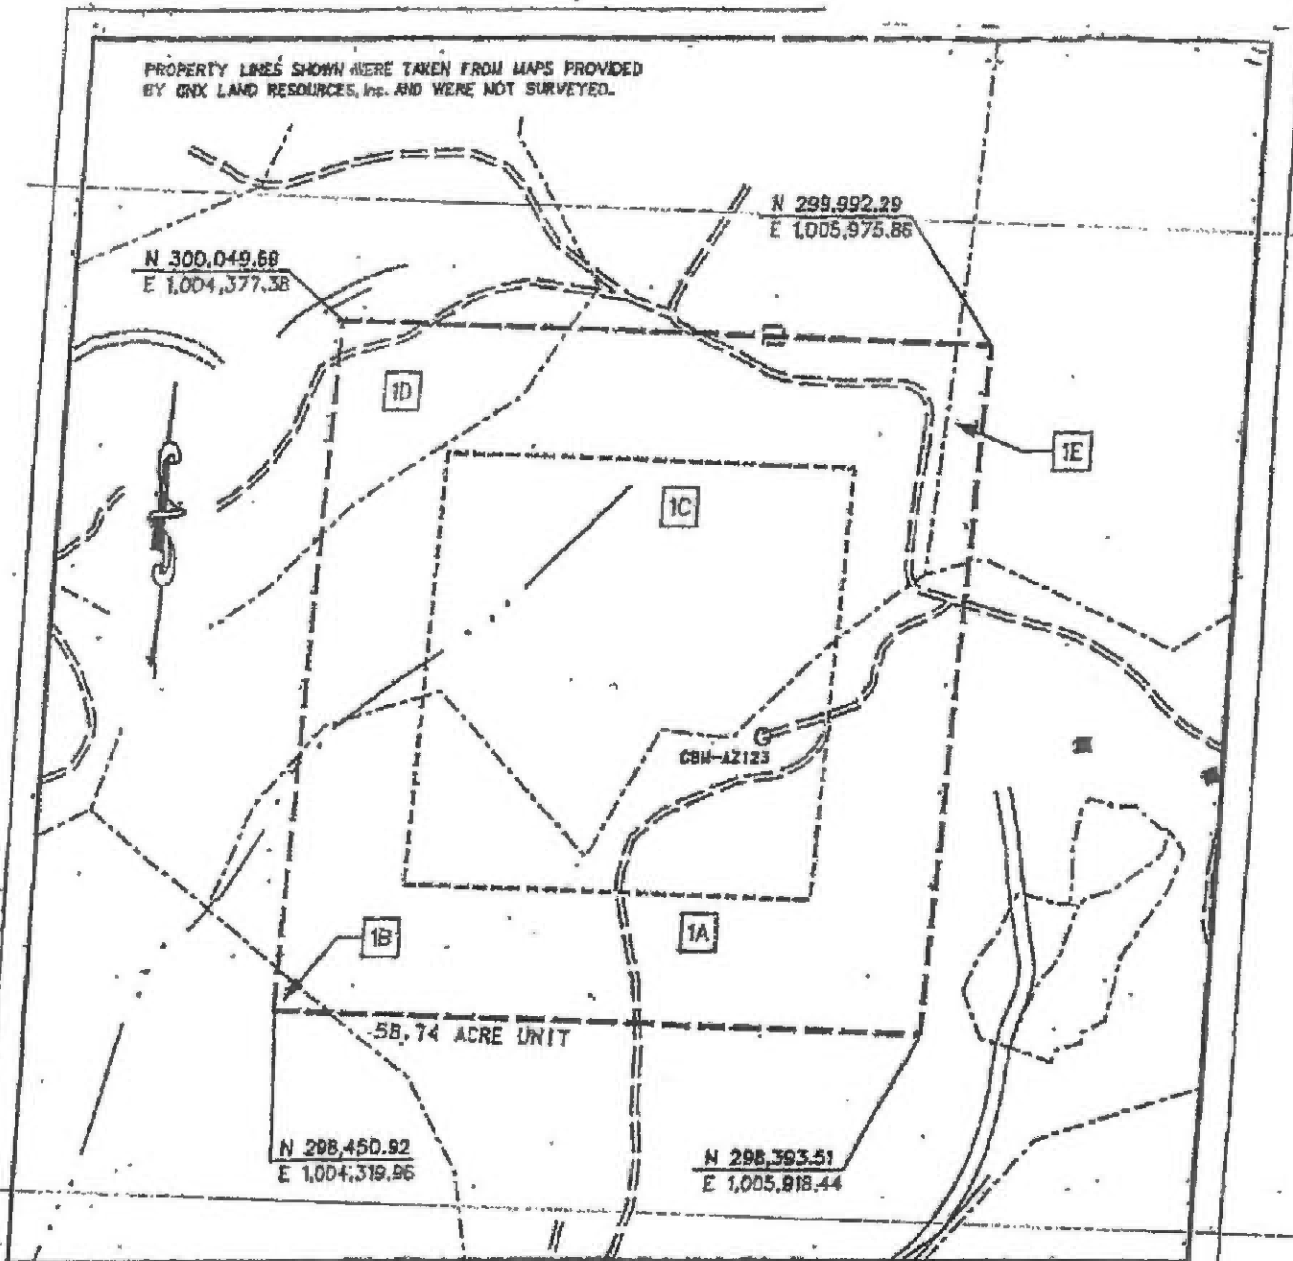 PROPERTY LINES SHOWN WERE TAKEN FROM MAPS PROVIDED
BY CNX LAND RESOURCES, Inc. AND WERE NOT SURVEYED.
N 299,992.29
E 1,005,975.86
N 300,049.68
E 1,004,377.38
1D
1E
1C
CBM-AZ123
1B
1A
58.74 ACRE UNIT
N 298,450.92
E 1,004,319.96
N 298,393.51
E 1,005,918.44